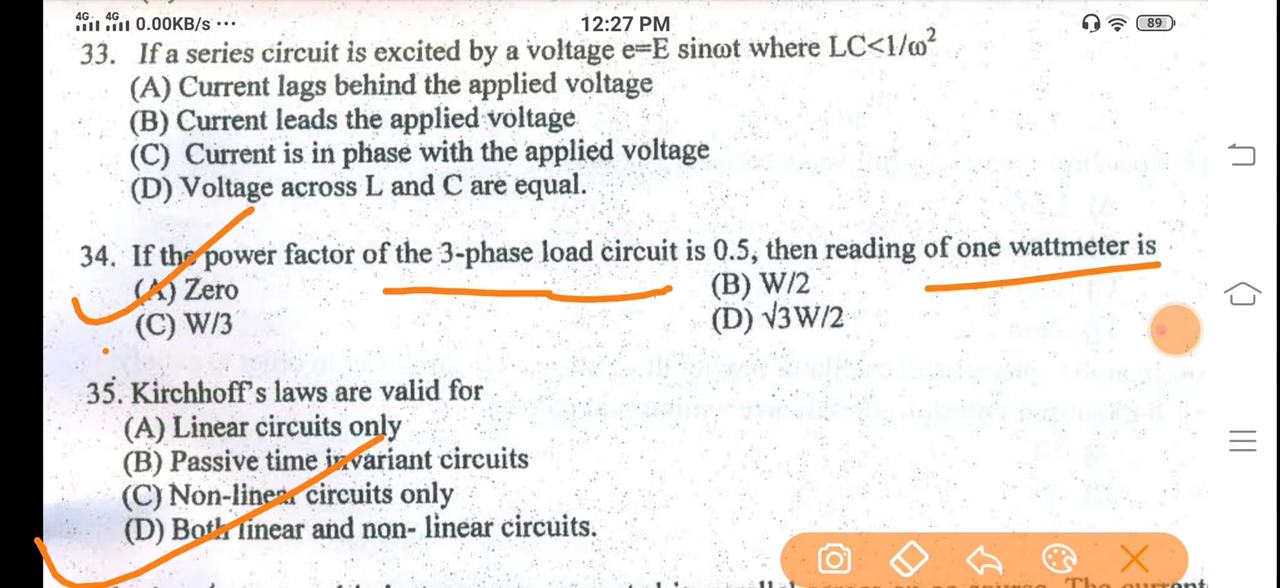 4G 4G 0.00KB/s ··· 12:27 PM 89
33. If a series circuit is excited by a voltage e=E sinωt where LC<1/ω²
(A) Current lags behind the applied voltage
(B) Current leads the applied voltage
(C) Current is in phase with the applied voltage
(D) Voltage across L and C are equal.
34. If the power factor of the 3-phase load circuit is 0.5, then reading of one wattmeter is
(A) Zero (B) W/2
(C) W/3 (D) √3W/2
35. Kirchhoff's laws are valid for
(A) Linear circuits only
(B) Passive time invariant circuits
(C) Non-linear circuits only
(D) Both linear and non- linear circuits.
The current